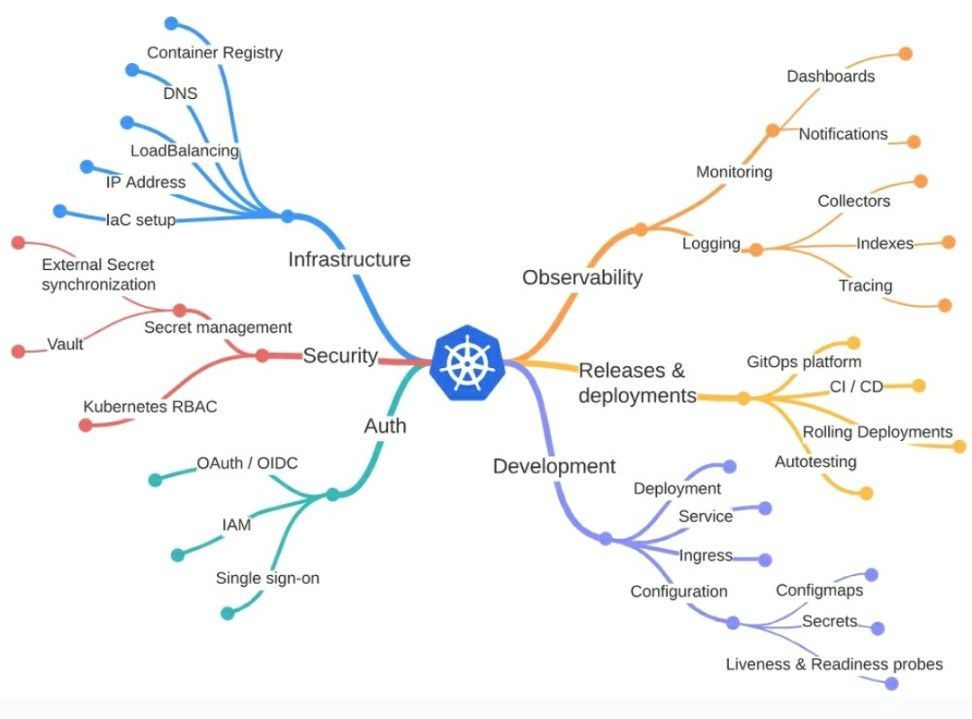 Container Registry
DNS
LoadBalancing
IP Address
IaC setup
Infrastructure
External Secret
synchronization
Secret management
Vault
Security
Kubernetes RBAC
Auth
OAuth / OIDC
IAM
Single sign-on
Dashboards
Notifications
Monitoring
Collectors
Logging
Indexes
Tracing
Observability
Releases &
deployments
GitOps platform
CI / CD
Rolling Deployments
Autotesting
Development
Deployment
Service
Ingress
Configuration
Configmaps
Secrets
Liveness & Readiness probes